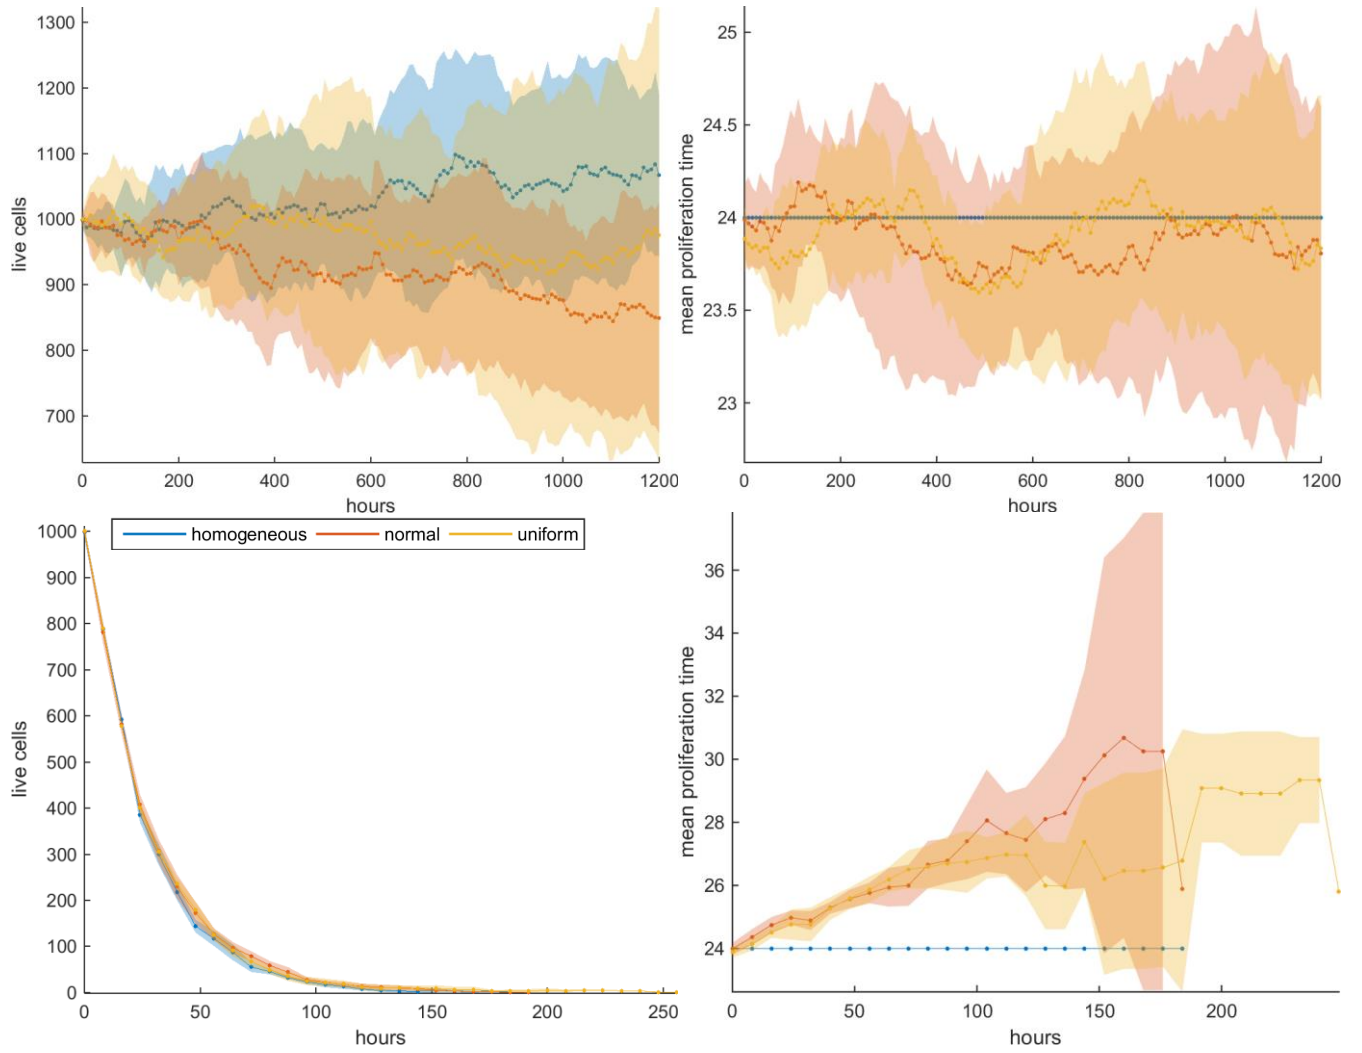 1300
1200
1100
1000
900
800
700
live cells
0 200 400 600 800 1000 1200
hours
25
24.5
24
23.5
23
mean proliferation time
0 200 400 600 800 1000 1200
hours
homogeneous normal uniform
1000
900
800
700
600
500
400
300
200
100
0
live cells
0 50 100 150 200 250
hours
36
34
32
30
28
26
24
mean proliferation time
0 50 100 150 200
hours